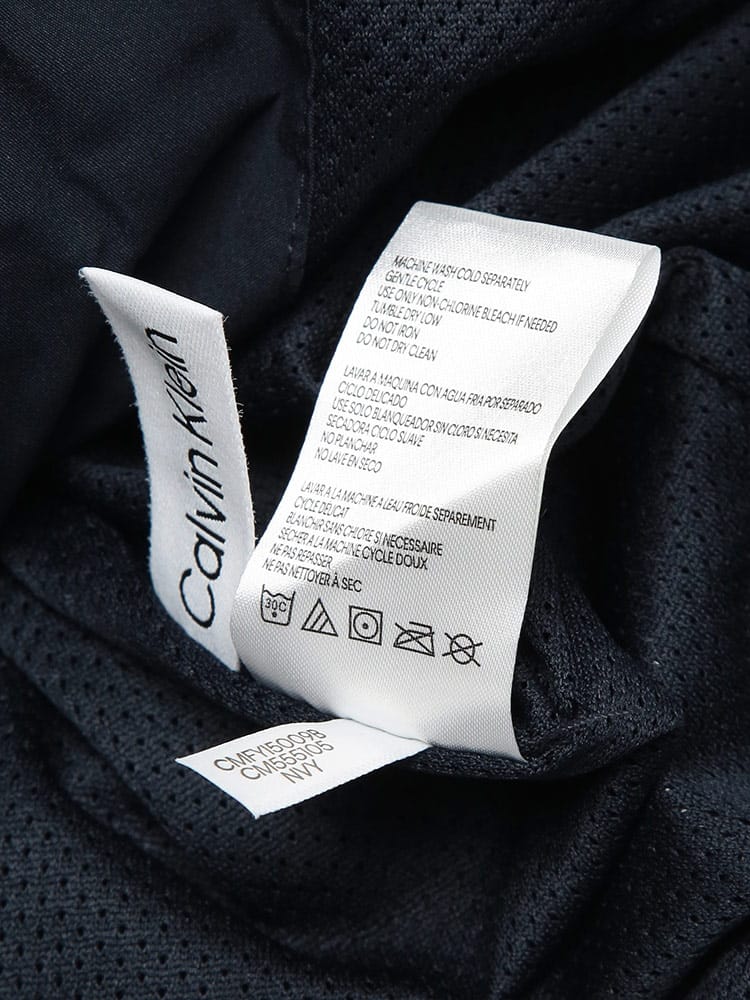 Calvin Klein
MACHINE WASH COLD SEPARATELY
GENTLE CYCLE
USE ONLY NON-CHLORINE BLEACH IF NEEDED
TUMBLE DRY LOW
DO NOT IRON
DO NOT DRY CLEAN
LAVAR A MAQUINA CON AGUA FRIA POR SEPARADO
CICLO DELICADO
USE SOLO BLANQUEADOR SIN CLORO SI NECESITA
SECADORA CICLO SUAVE
NO PLANCHAR
NO LAVE EN SECO
LAVAR A LA MACHINE A LEAU FROIDE SEPAREMENT
CYCLE DELICAT
BLANCHIR SANS CHLORE SI NECESSAIRE
SECHER A LA MACHINE CYCLE DOUX
NE PAS REPASSER
NE PAS NETTOYER À SEC
30C
CMFY15009B
CM555105
NVY